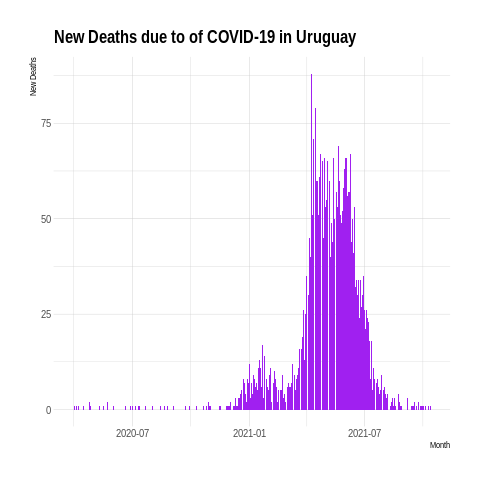 New Deaths due to of COVID-19 in Uruguay
New Deaths
75
50
25
0
2020-07
2021-01
2021-07
Month